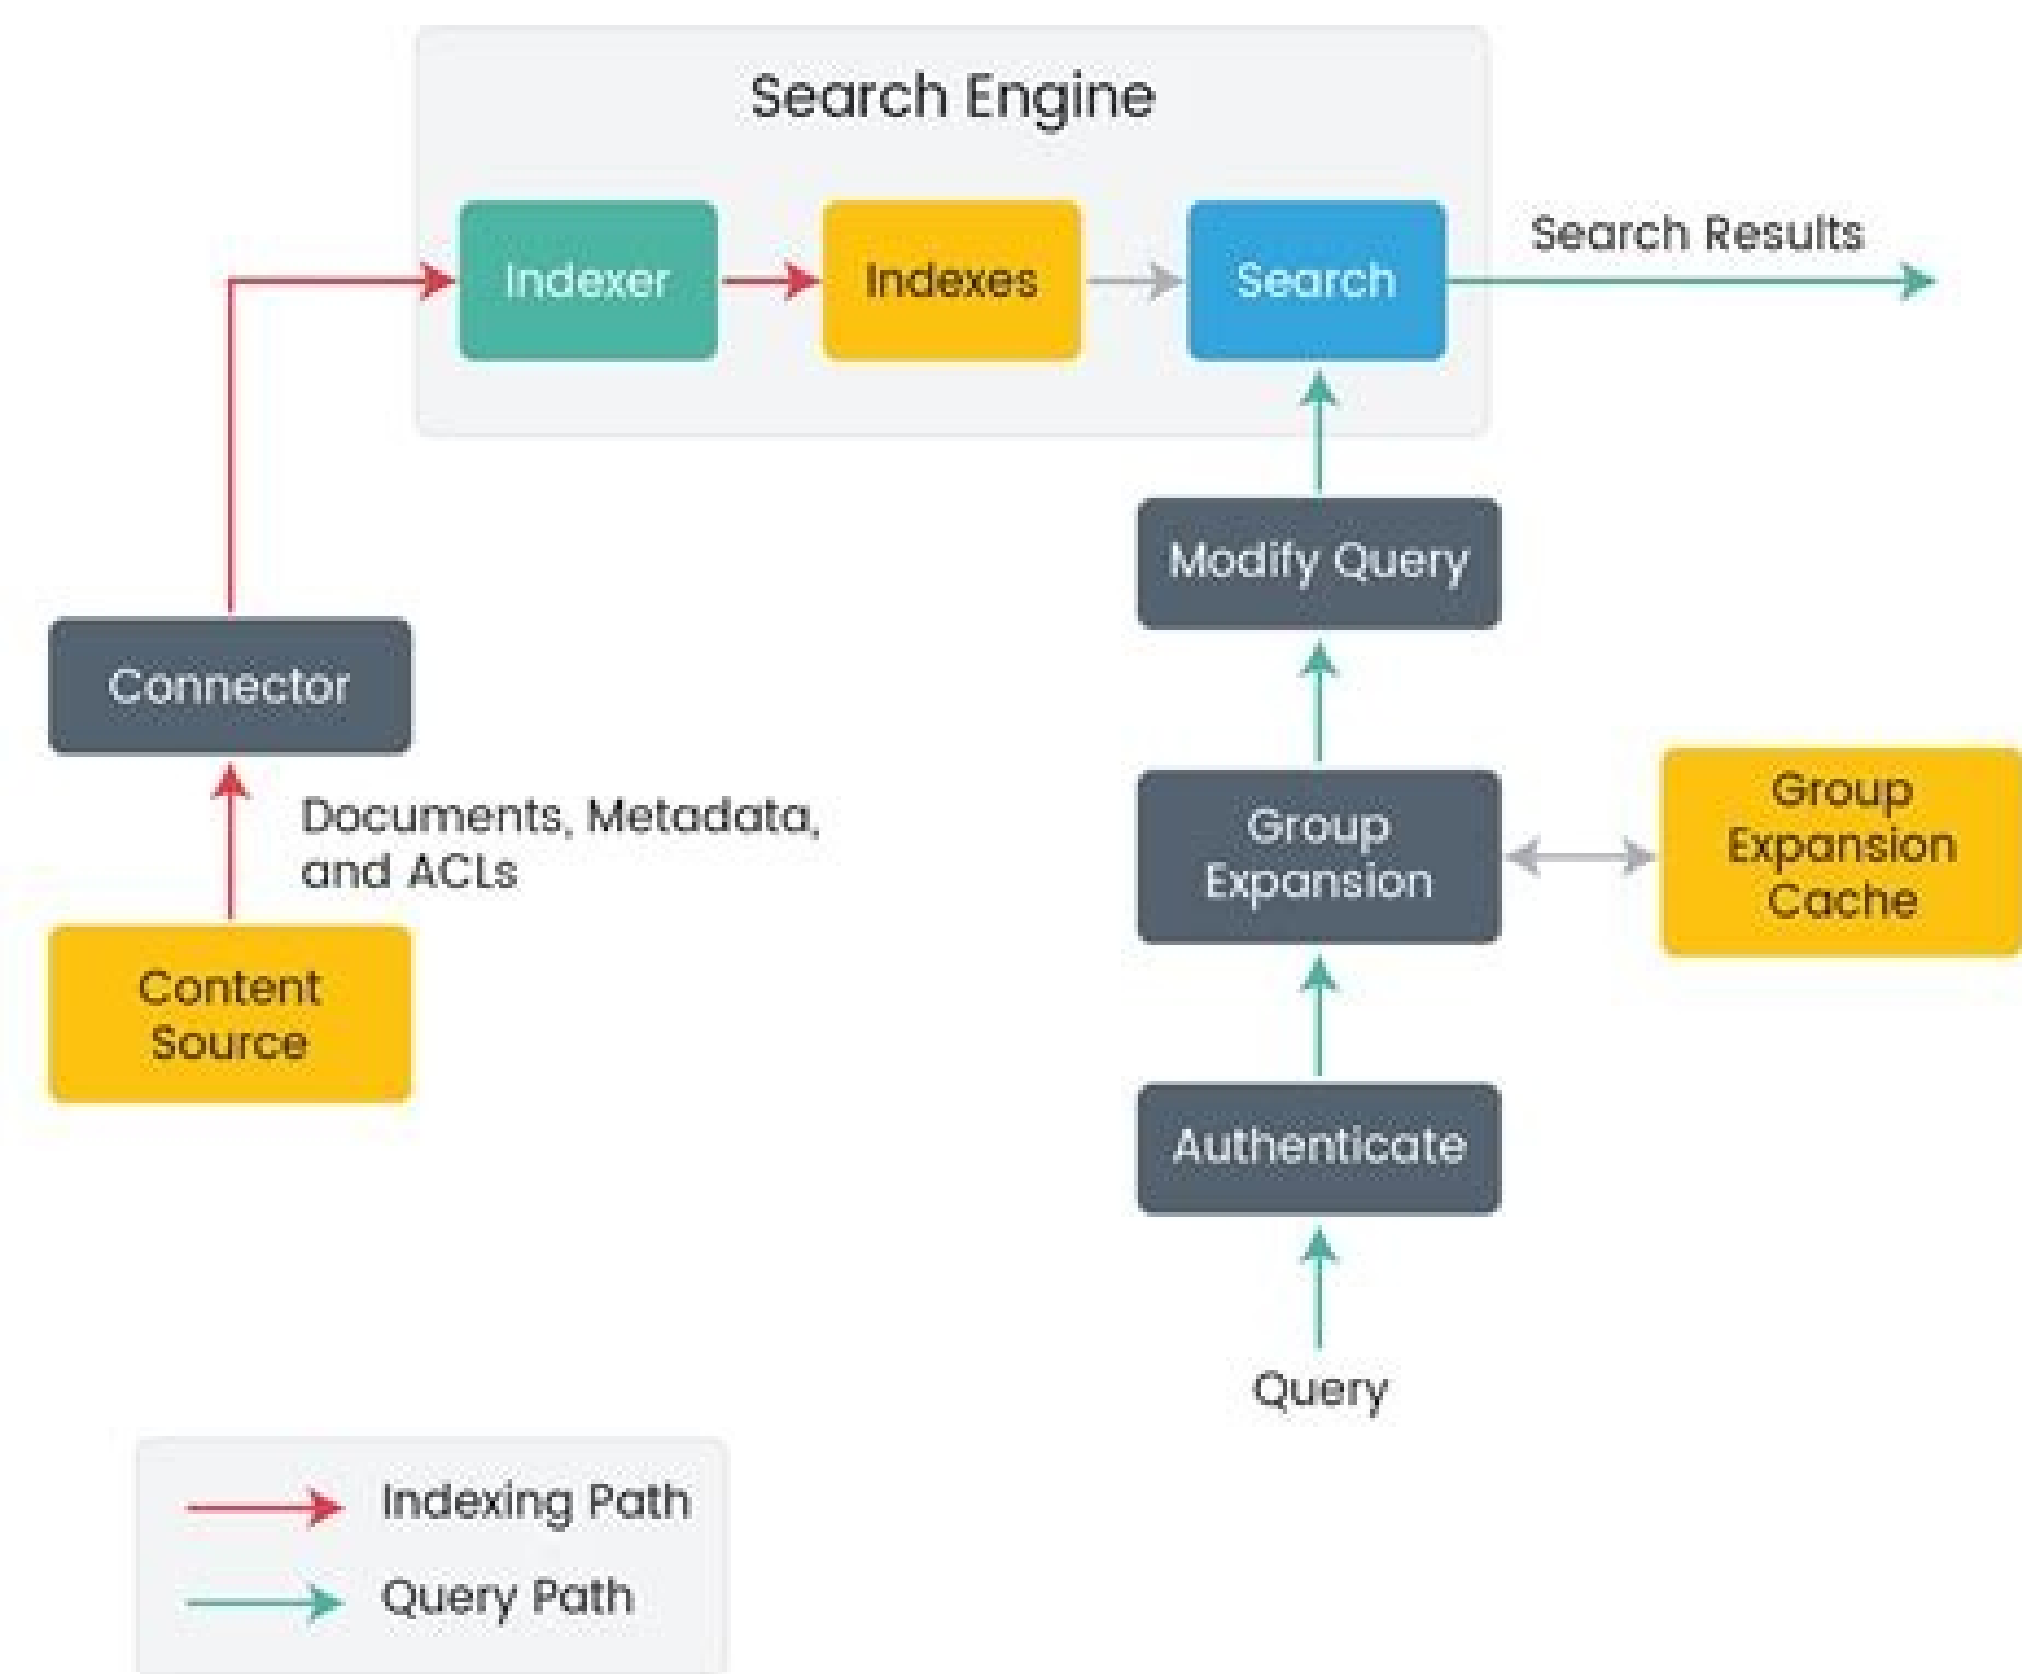 Search Engine
Indexer
Indexes
Search
Search Results
Modify Query
Connector
Documents, Metadata,
and ACLs
Content
Source
Group
Expansion
Group
Expansion
Cache
Authenticate
Query
Indexing Path
Query Path